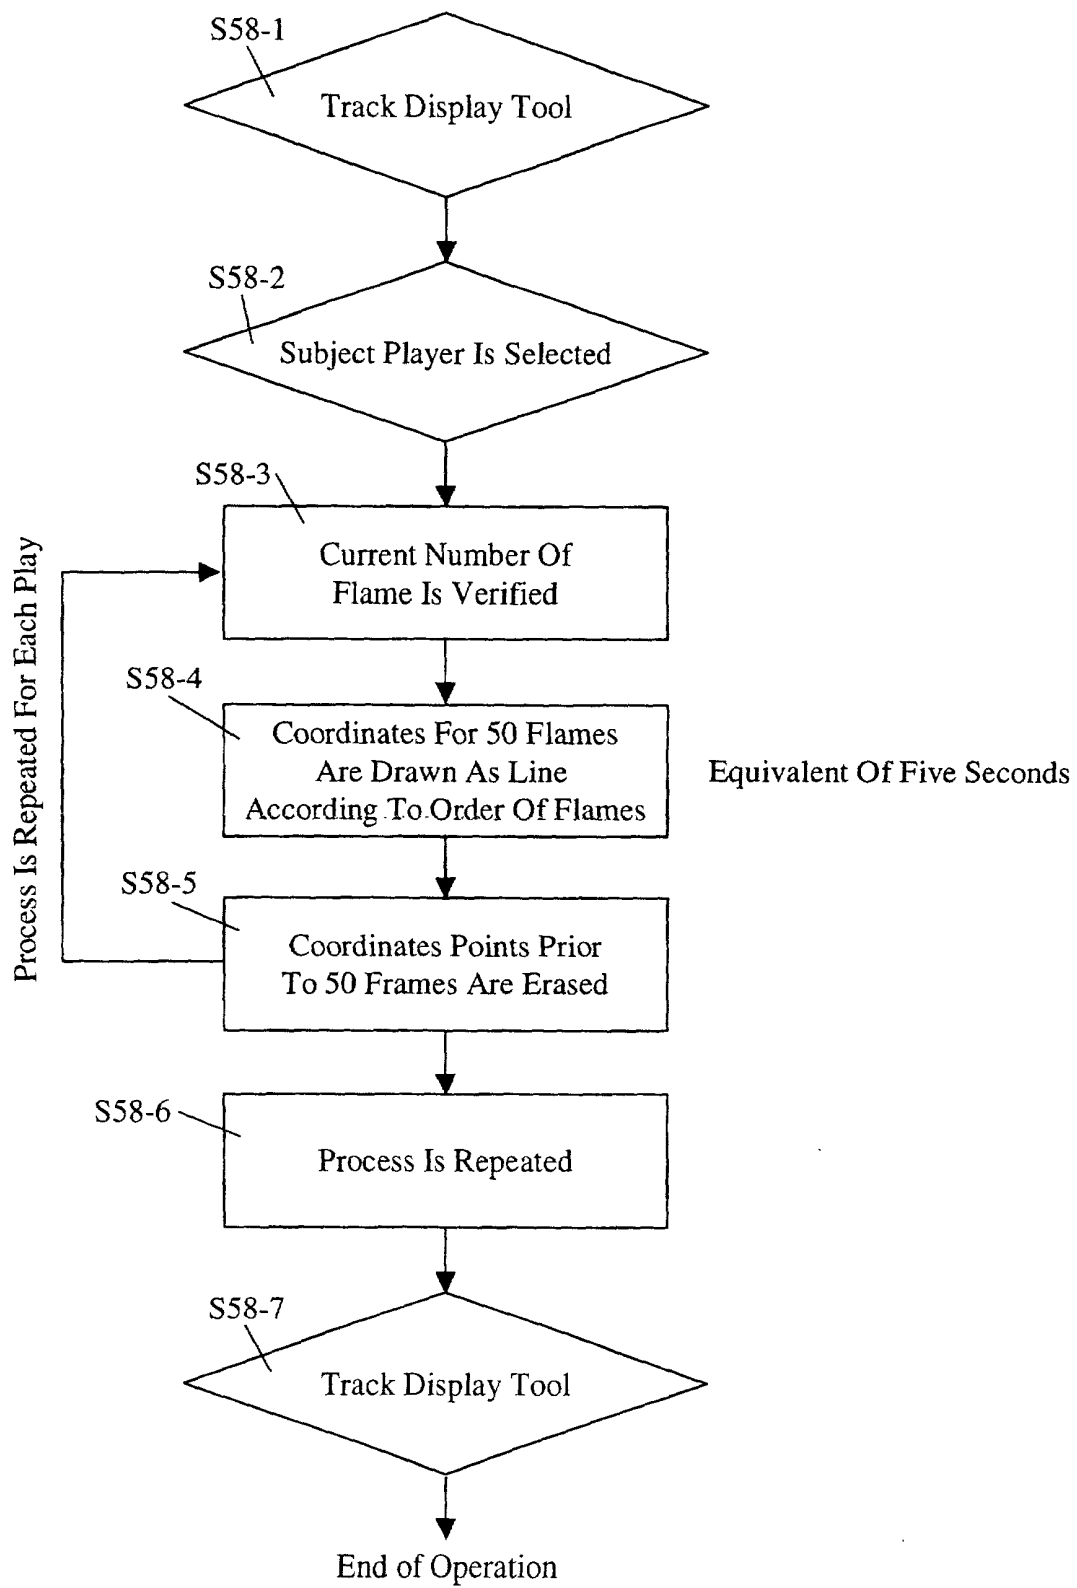 S58-1
Track Display Tool
S58-2
Subject Player Is Selected
S58-3
Current Number Of
Flame Is Verified
Process Is Repeated For Each Play
S58-4
Coordinates For 50 Flames
Are Drawn As Line
According To Order Of Flames
Equivalent Of Five Seconds
S58-5
Coordinates Points Prior
To 50 Frames Are Erased
S58-6
Process Is Repeated
S58-7
Track Display Tool
End of Operation